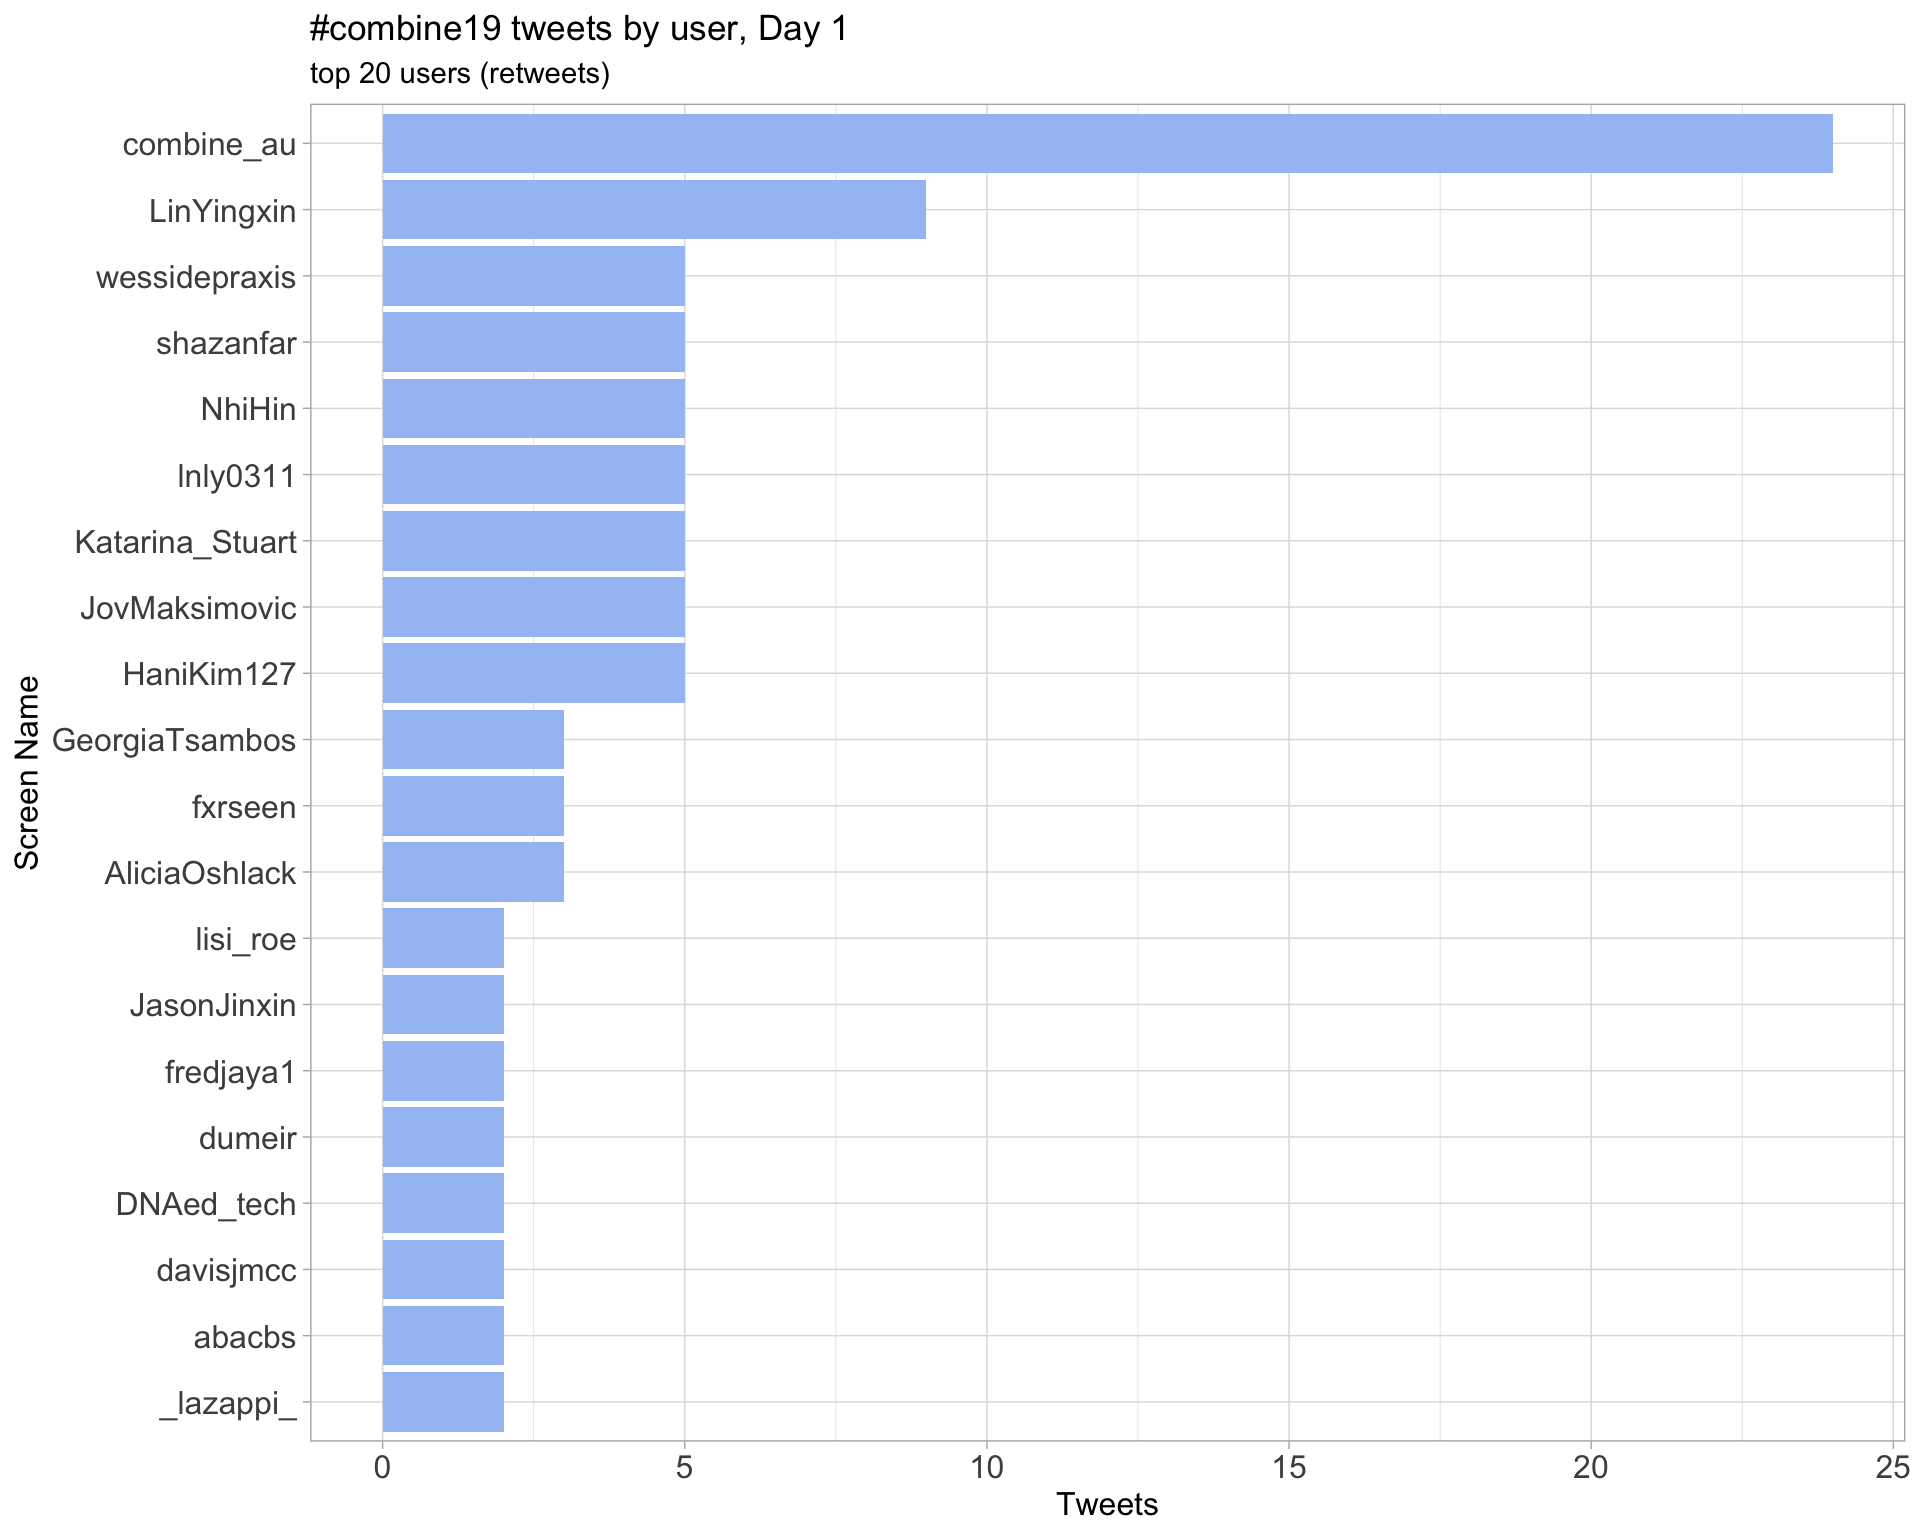 #combine19 tweets by user, Day 1
top 20 users (retweets)
Screen Name
combine_au
LinYingxin
wessidepraxis
shazanfar
NhiHin
lnly0311
Katarina_Stuart
JovMaksimovic
HaniKim127
GeorgiaTsambos
fxrseen
AliciaOshlack
lisi_roe
JasonJinxin
fredjaya1
dumeir
DNAed_tech
davisjmcc
abacbs
_lazappi_
0 5 10 15 20 25
Tweets